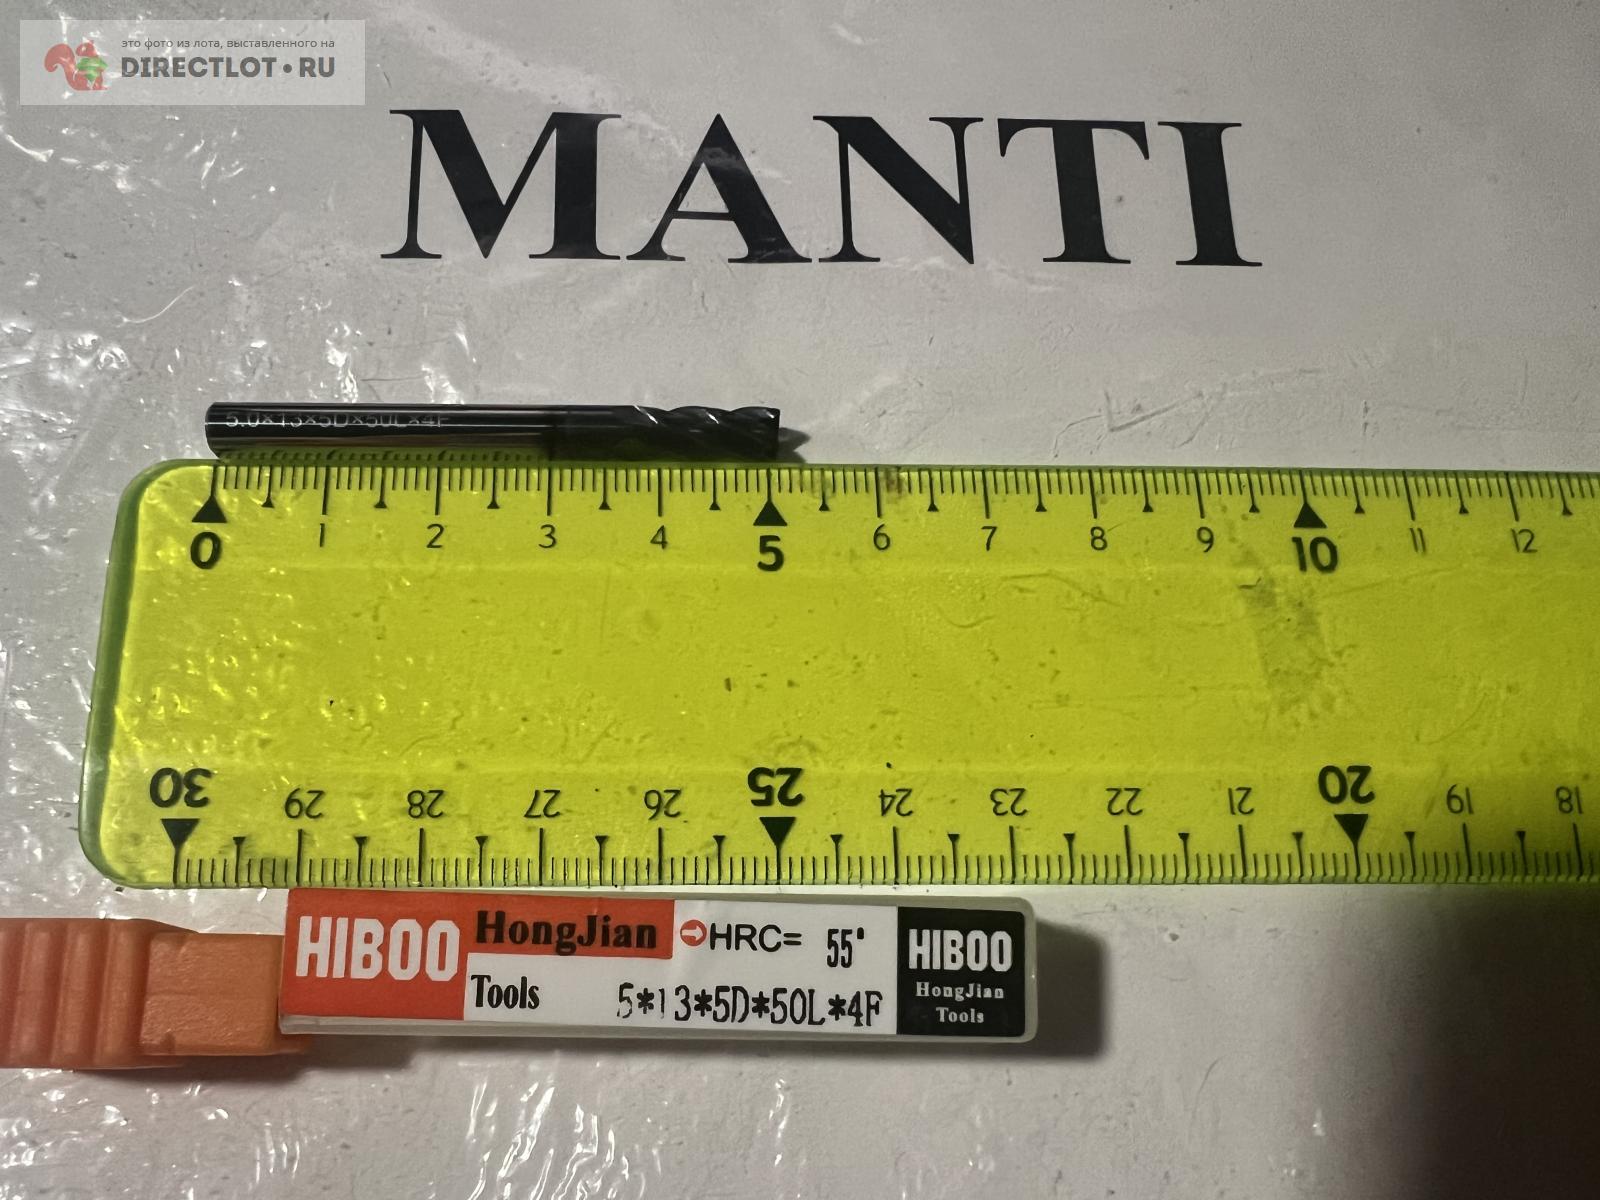 это фото из лота, выставленного на
DIRECTLOT•RU
MANTI
5.0×13×5D×50L×4F
0 1 2 3 4 5 6 7 8 9 10 11 12
30 29 28 27 26 25 24 23 22 21 20 19 18
HIBOO HongJian Tools
HRC= 55°
5*13*5D*50L*4F
HIBOO
HongJian
Tools